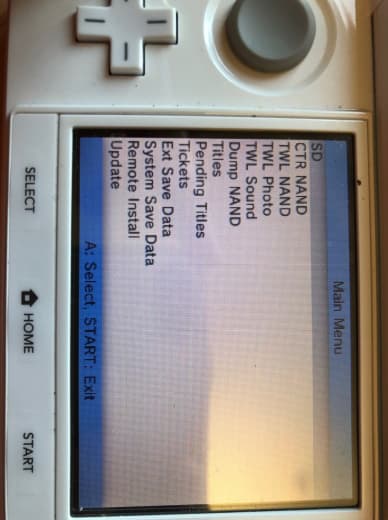 Main Menu
SD
CTR NAND
TWL NAND
TWL Photo
TWL Sound
Dump NAND
Titles
Pending Titles
Tickets
Ext Save Data
System Save Data
Remote Install
Update
A: Select, START: Exit
SELECT
HOME
START